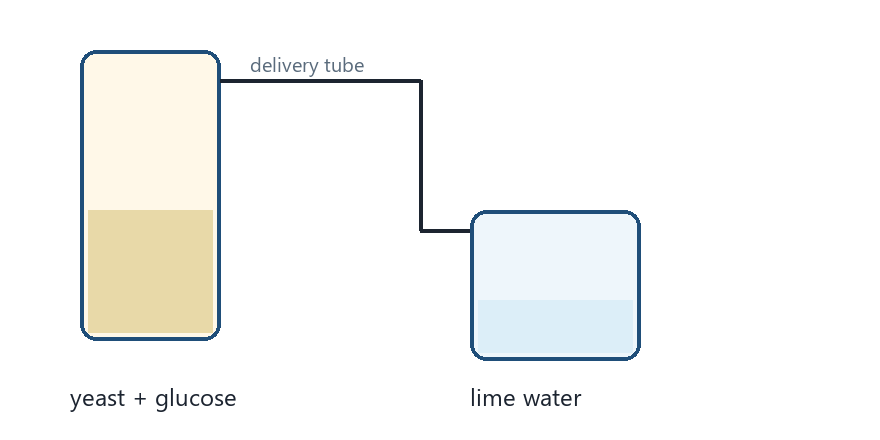 delivery tube
yeast + glucose
lime water